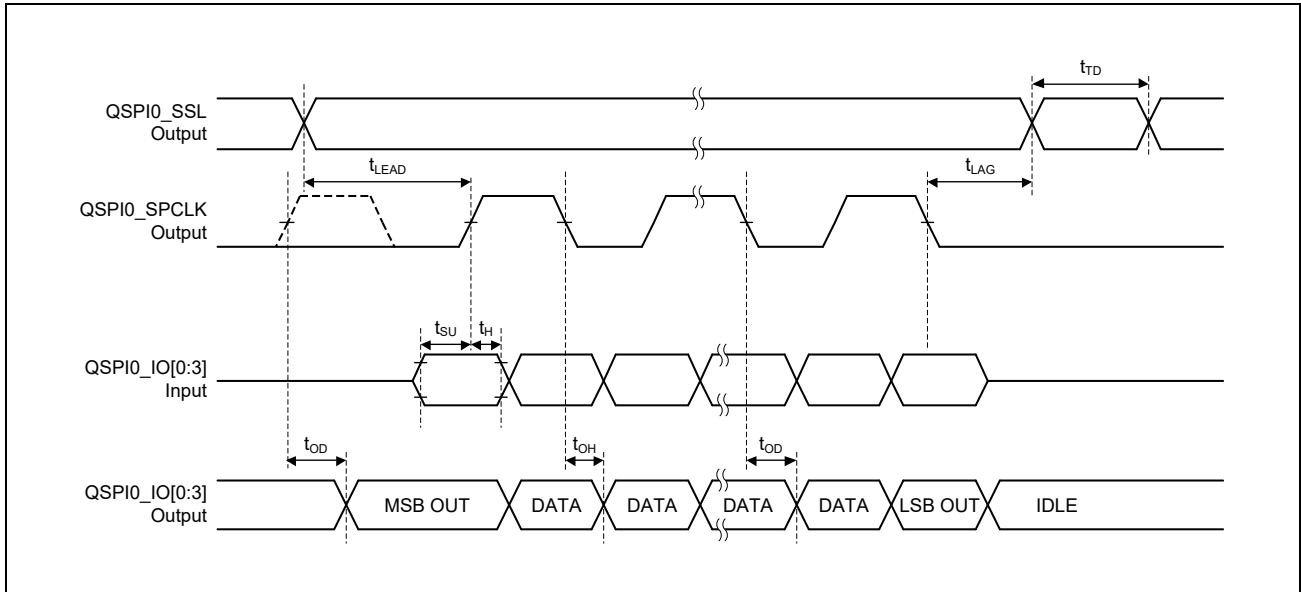 tTD
QSPI0_SSL
Output
tLEAD
tLAG
QSPI0_SPCLK
Output
tSU tH
QSPI0_IO[0:3]
Input
tOD tOH tOD
QSPI0_IO[0:3]
Output
MSB OUT DATA DATA DATA DATA LSB OUT IDLE